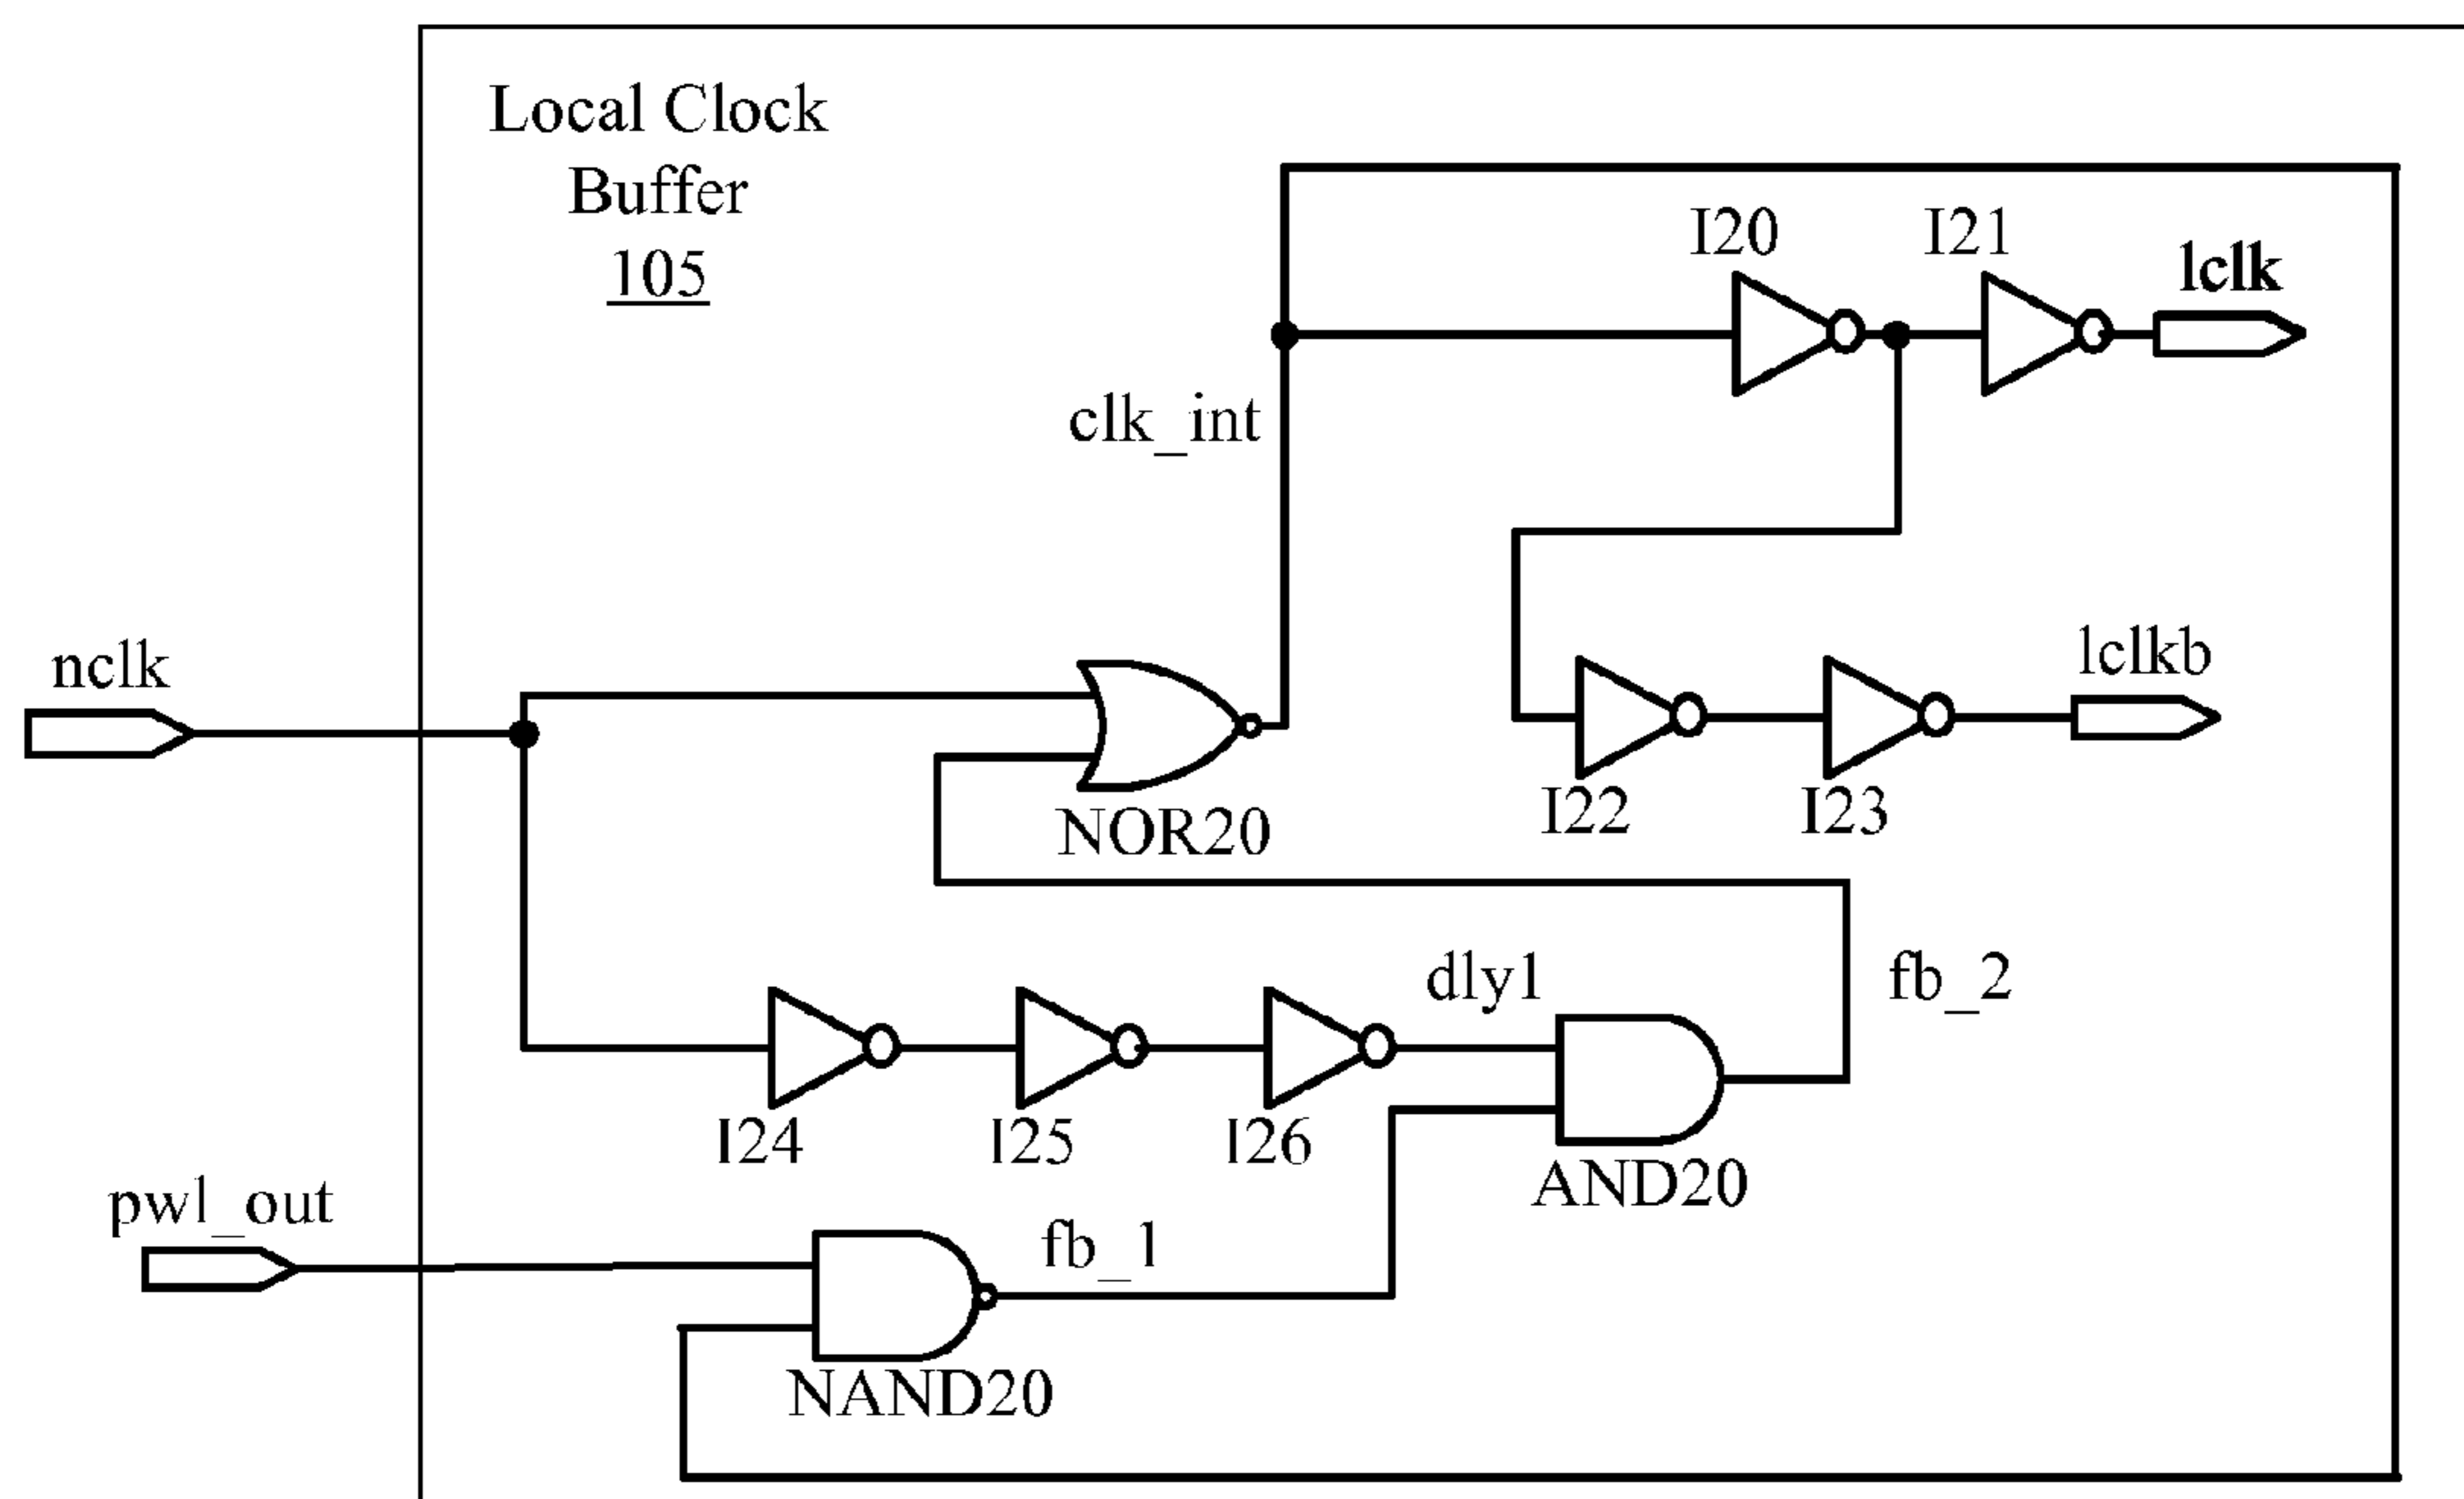 Local Clock
Buffer
105
I20
I21
lclk
clk_int
nclk
lclkb
NOR20
I22
I23
dly1
fb_2
I24
I25
I26
AND20
pwl_out
fb_1
NAND20